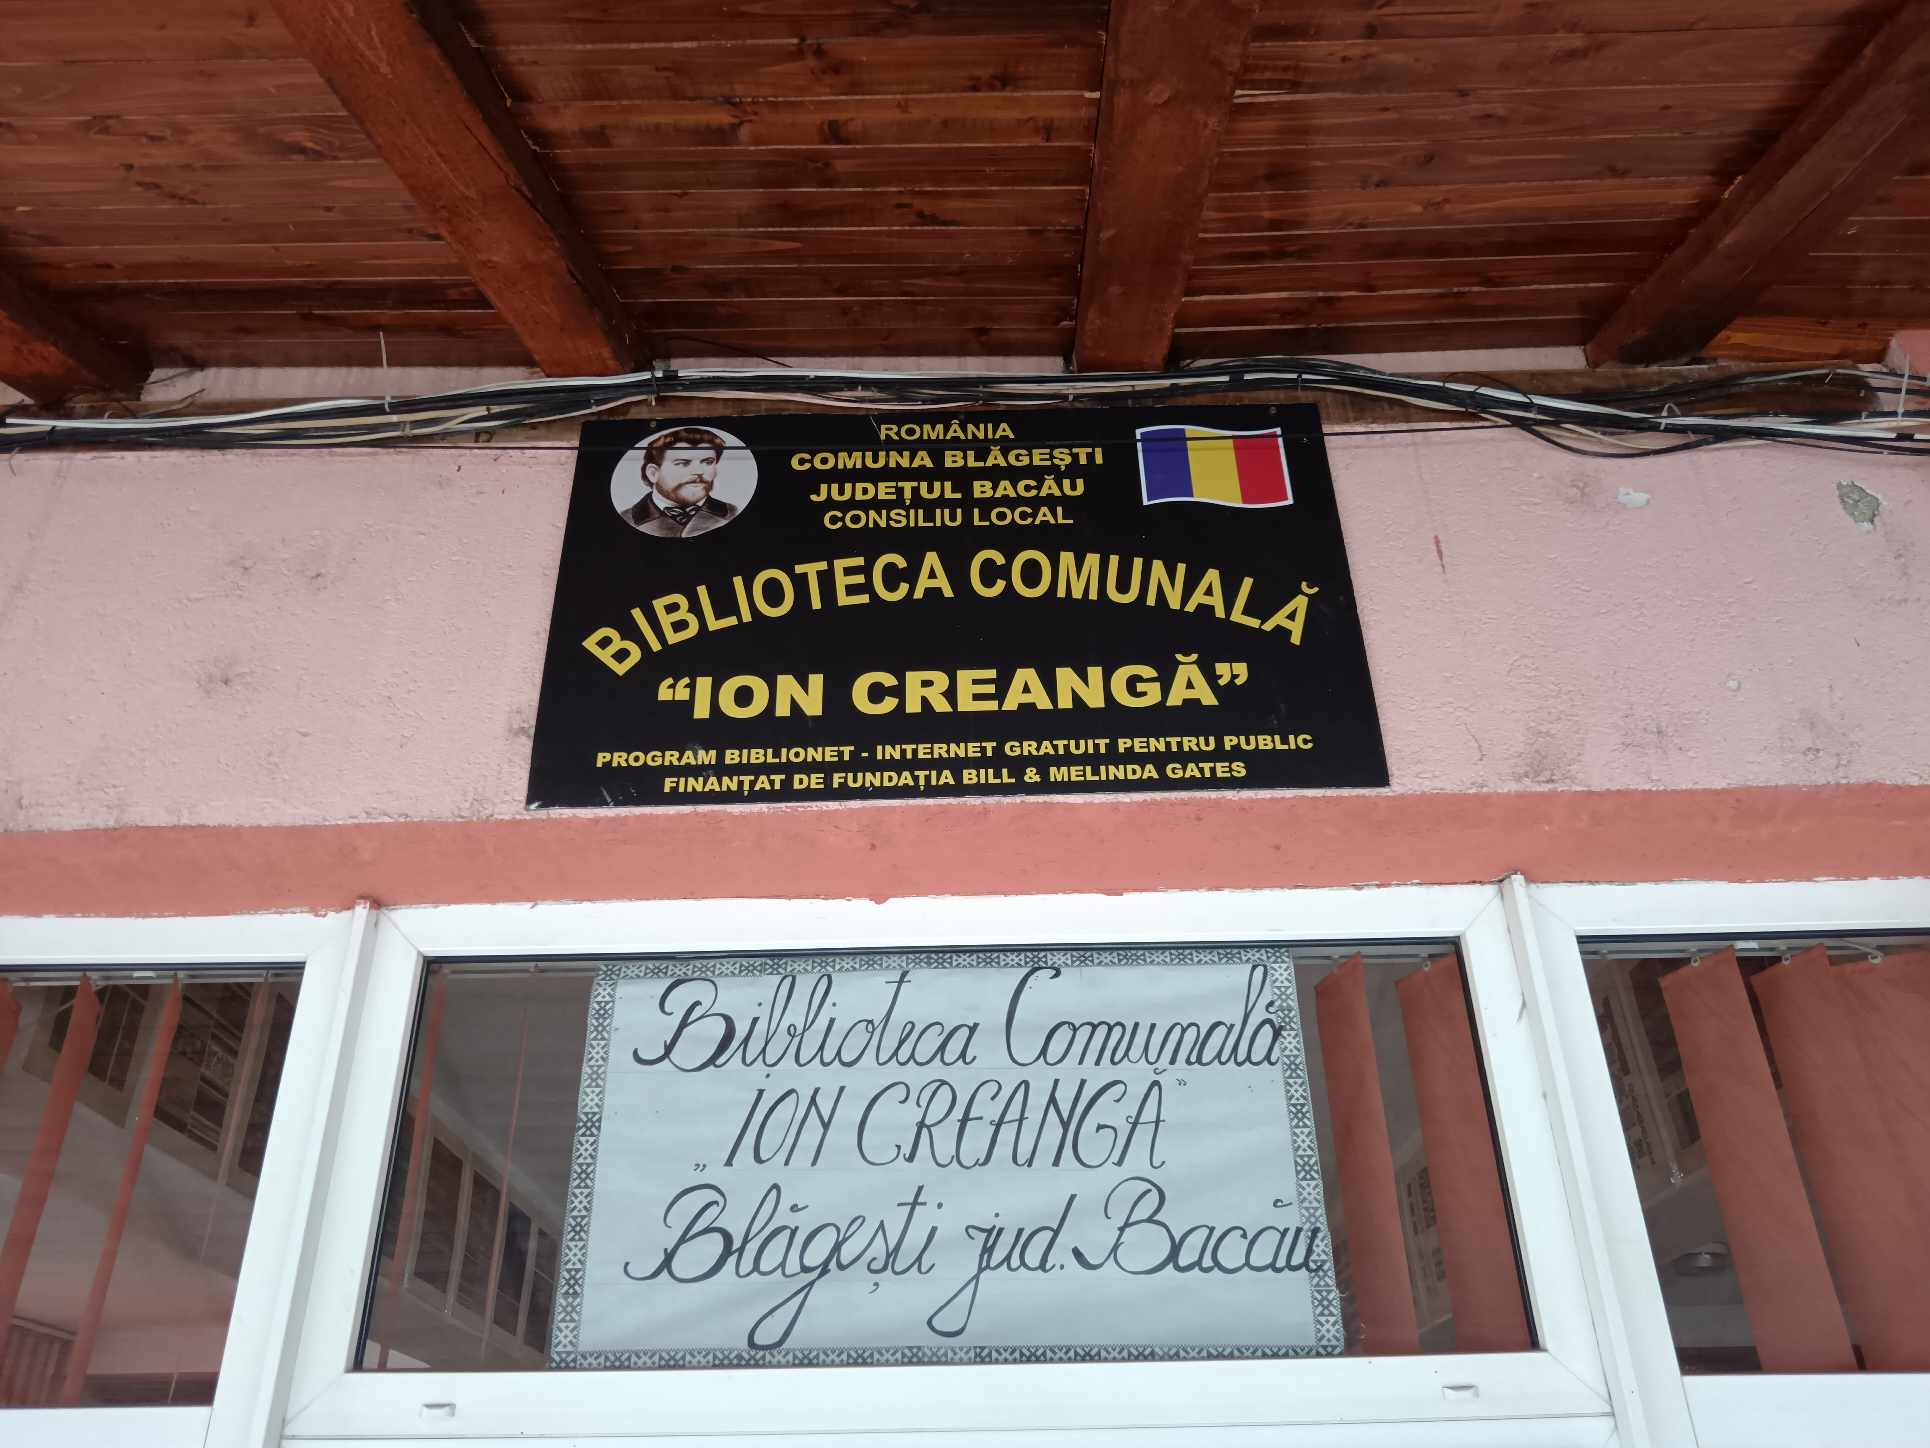 ROMÂNIA
COMUNA BLĂGEȘTI
JUDEȚUL BACĂU
CONSILIU LOCAL
BIBLIOTECA COMUNALĂ
“ION CREANGĂ”
PROGRAM BIBLIONET - INTERNET GRATUIT PENTRU PUBLIC
FINANȚAT DE FUNDAȚIA BILL & MELINDA GATES
Biblioteca Comunală
„ION CREANGĂ”
Blăgești jud. Bacău